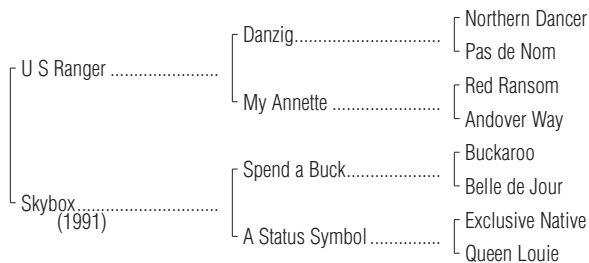 Northern Dancer
Danzig..................................
Pas de Nom
U S Ranger .........................
Red Ransom
My Annette .........................
Andover Way
Buckaroo
Spend a Buck......................
Belle de Jour
Skybox.................................
(1991)
Exclusive Native
A Status Symbol ................
Queen Louie